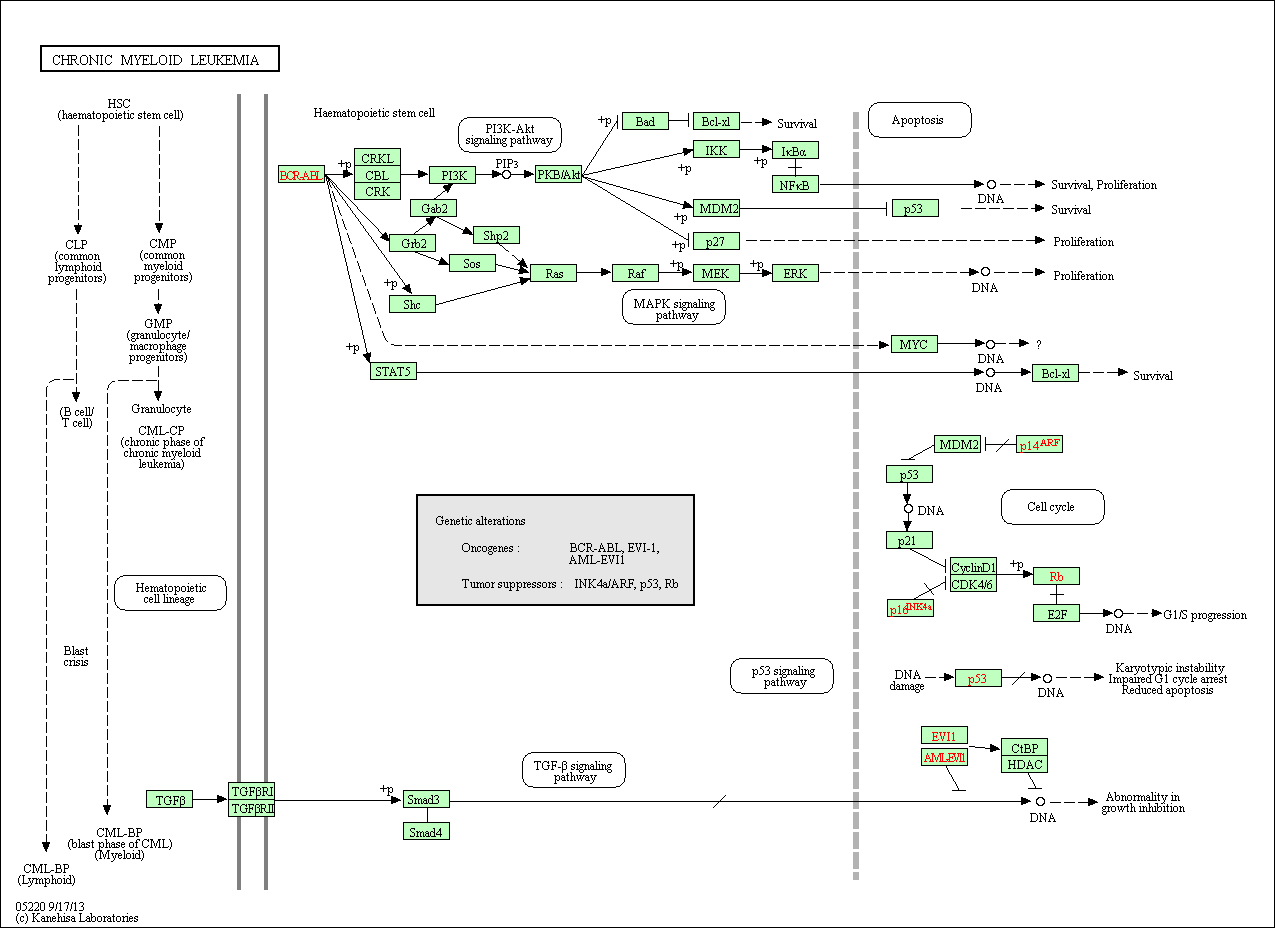 CHRONIC MYELOID LEUKEMIA
HSC
(haematopoietic stem cell)
CLP
(common
lymphoid
progenitors)
CMP
(common
myeloid
progenitors)
GMP
(granulocyte/
macrophage
progenitors)
(B cell/
T cell)
Granulocyte
CML-CP
(chronic phase of
chronic myeloid
leukemia)
Hematopoietic
cell lineage
Blast
crisis
CML-BP
(blast phase of CML)
(Myeloid)
CML-BP
(Lymphoid)
05220 9/17/13
(c) Kanehisa Laboratories
Haematopoietic stem cell
PI3K-Akt
signaling pathway
BCR-ABL
+p
CRKL
CBL
CRK
PI3K
PIP3
PKB/Akt
+p
Bad
Bcl-xl
Survival
Apoptosis
IKK
+p
+p
IκBα
NFκB
DNA
Survival, Proliferation
MDM2
+p
p53
Survival
p27
+p
Proliferation
Gab2
Grb2
Shp2
Sos
Ras
Raf
+p
MEK
+p
ERK
DNA
Proliferation
+p
Shc
MAPK signaling
pathway
MYC
DNA
?
+p
STAT5
DNA
Bcl-xl
Survival
MDM2
p14ARF
p53
DNA
Cell cycle
p21
CyclinD1
CDK4/6
+p
Rb
p16INK4a
E2F
DNA
G1/S progression
Genetic alterations
Oncogenes : BCR-ABL, EVI-1,
AML-EVI1
Tumor suppressors : INK4a/ARF, p53, Rb
p53 signaling
pathway
DNA
damage
p53
DNA
Karyotypic instability
Impaired G1 cycle arrest
Reduced apoptosis
EVI1
AML-EVI1
CtBP
HDAC
TGF-β signaling
pathway
TGFβ
TGFβRI
TGFβRII
+p
Smad3
Smad4
DNA
Abnormality in
growth inhibition